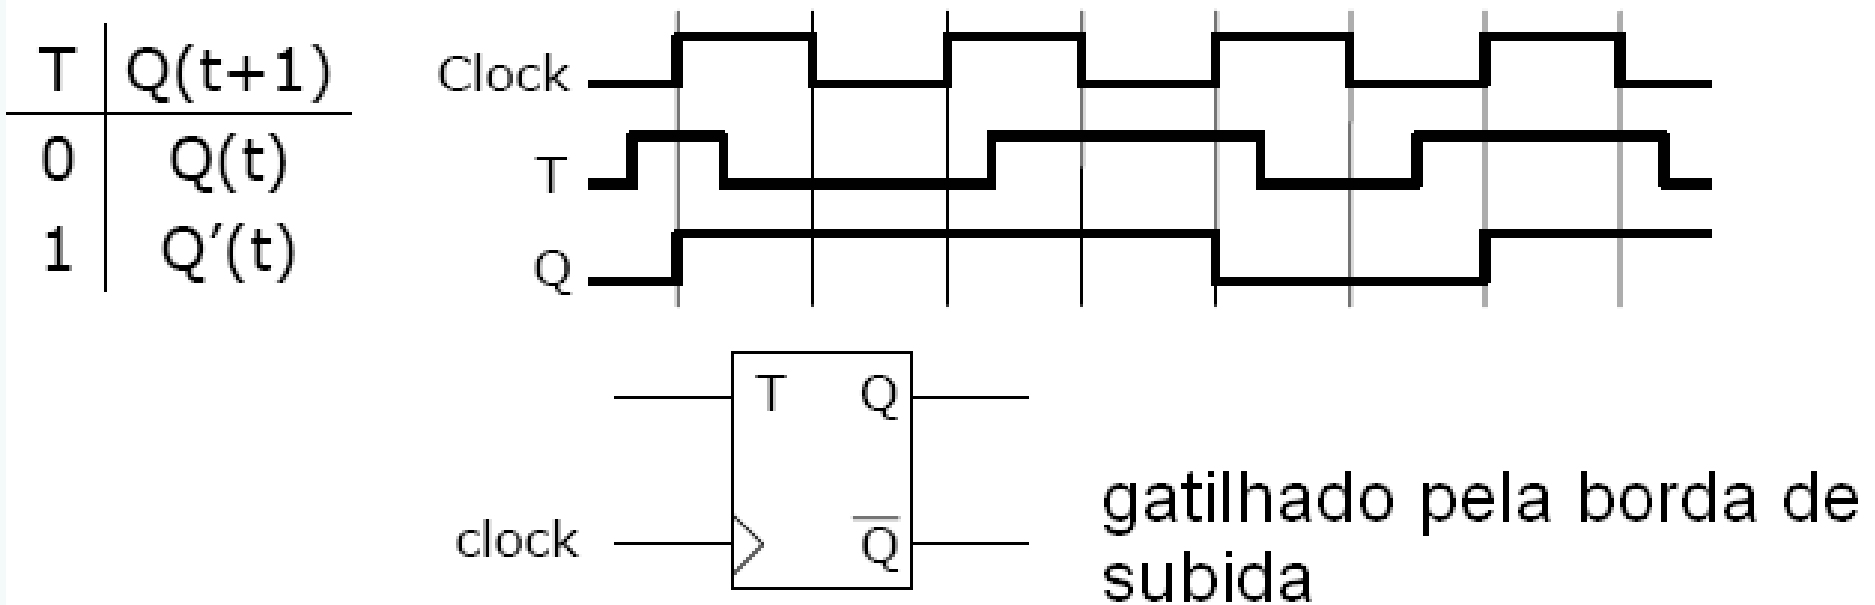 T Q(t+1)
0 Q(t)
1 Q′(t)
Clock
T
Q
T Q
clock Q̅
gatilhado pela borda de
subida